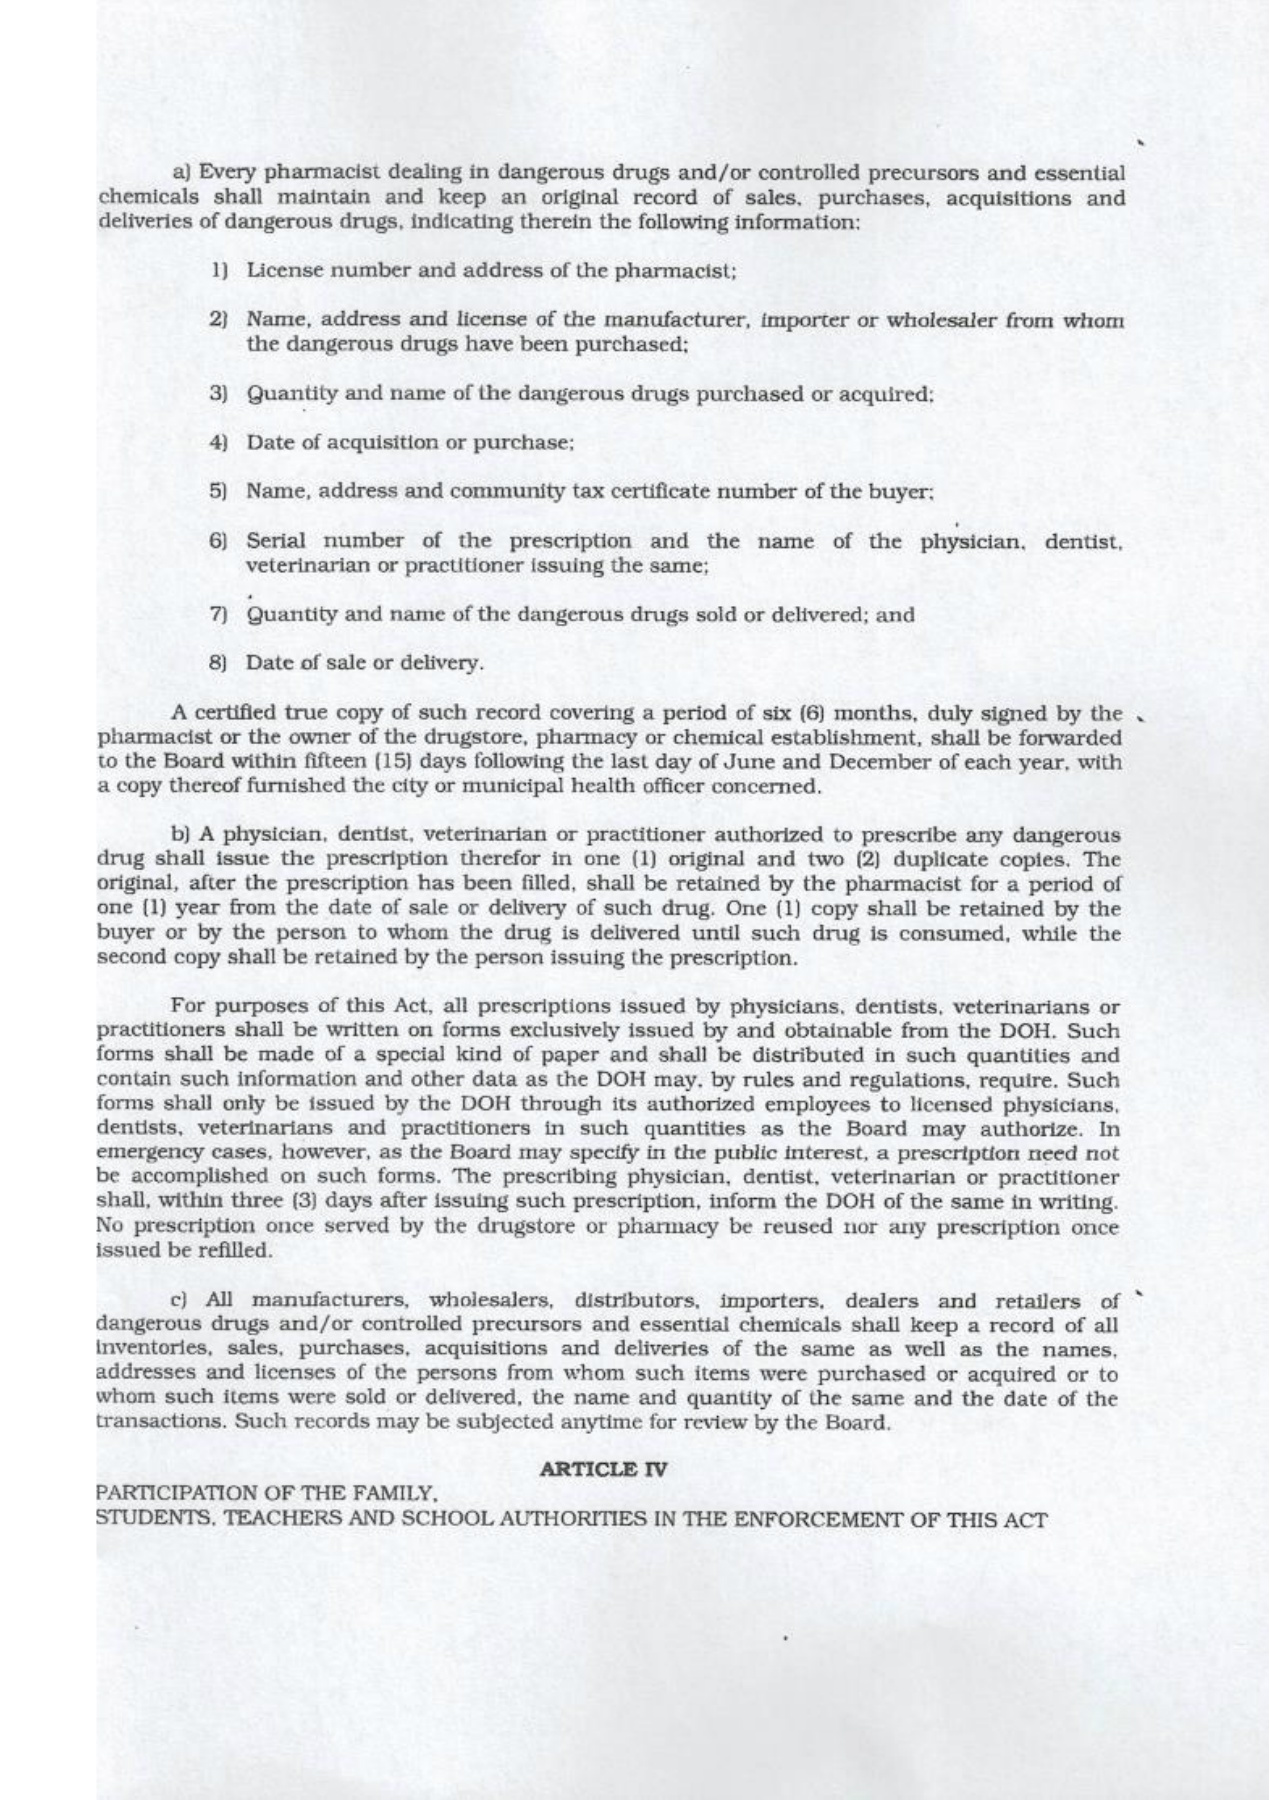 a) Every pharmacist dealing in dangerous drugs and/or controlled precursors and essential
chemicals shall maintain and keep an original record of sales, purchases, acquisitions and
deliveries of dangerous drugs, indicating therein the following information:
1) License number and address of the pharmacist;
2) Name, address and license of the manufacturer, importer or wholesaler from whom
the dangerous drugs have been purchased;
3) Quantity and name of the dangerous drugs purchased or acquired;
4) Date of acquisition or purchase;
5) Name, address and community tax certificate number of the buyer;
6) Serial number of the prescription and the name of the physician, dentist,
veterinarian or practitioner issuing the same;
7) Quantity and name of the dangerous drugs sold or delivered; and
8) Date of sale or delivery.
A certified true copy of such record covering a period of six (6) months, duly signed by the
pharmacist or the owner of the drugstore, pharmacy or chemical establishment, shall be forwarded
to the Board within fifteen (15) days following the last day of June and December of each year, with
a copy thereof furnished the city or municipal health officer concerned.
b) A physician, dentist, veterinarian or practitioner authorized to prescribe any dangerous
drug shall issue the prescription therefor in one (1) original and two (2) duplicate copies. The
original, after the prescription has been filled, shall be retained by the pharmacist for a period of
one (1) year from the date of sale or delivery of such drug. One (1) copy shall be retained by the
buyer or by the person to whom the drug is delivered until such drug is consumed, while the
second copy shall be retained by the person issuing the prescription.
For purposes of this Act, all prescriptions issued by physicians, dentists, veterinarians or
practitioners shall be written on forms exclusively issued by and obtainable from the DOH. Such
forms shall be made of a special kind of paper and shall be distributed in such quantities and
contain such information and other data as the DOH may, by rules and regulations, require. Such
forms shall only be issued by the DOH through its authorized employees to licensed physicians,
dentists, veterinarians and practitioners in such quantities as the Board may authorize. In
emergency cases, however, as the Board may specify in the public interest, a prescription need not
be accomplished on such forms. The prescribing physician, dentist, veterinarian or practitioner
shall, within three (3) days after issuing such prescription, inform the DOH of the same in writing.
No prescription once served by the drugstore or pharmacy be reused nor any prescription once
issued be refilled.
c) All manufacturers, wholesalers, distributors, importers, dealers and retailers of
dangerous drugs and/or controlled precursors and essential chemicals shall keep a record of all
inventories, sales, purchases, acquisitions and deliveries of the same as well as the names,
addresses and licenses of the persons from whom such items were purchased or acquired or to
whom such items were sold or delivered, the name and quantity of the same and the date of the
transactions. Such records may be subjected anytime for review by the Board.
ARTICLE IV
PARTICIPATION OF THE FAMILY,
STUDENTS, TEACHERS AND SCHOOL AUTHORITIES IN THE ENFORCEMENT OF THIS ACT